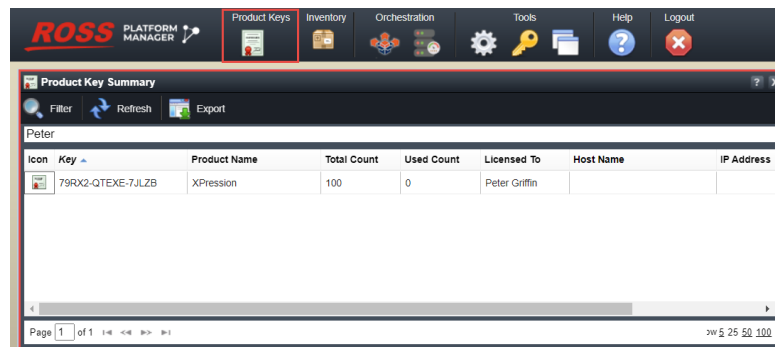 ROSS PLATFORM MANAGER
Product Keys Inventory Orchestration Tools Help Logout
Product Key Summary ?
Filter Refresh Export
Peter
Icon Key Product Name Total Count Used Count Licensed To Host Name IP Address
79RX2-QTEXE-7JLZB XPression 100 0 Peter Griffin
Page 1 of 1 5 25 50 100